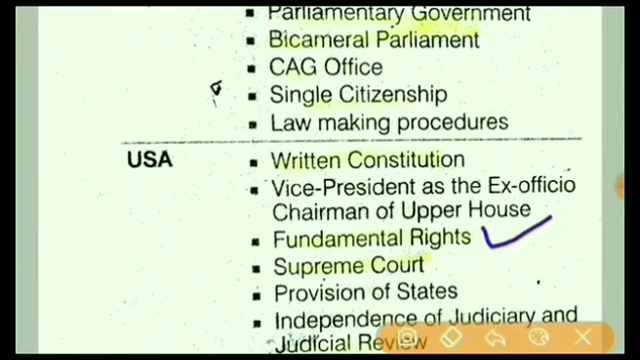 Parliamentary Government
Bicameral Parliament
CAG Office
Single Citizenship
Law making procedures
USA
Written Constitution
Vice-President as the Ex-officio
Chairman of Upper House
Fundamental Rights
Supreme Court
Provision of States
Independence of Judiciary and
Judicial Review